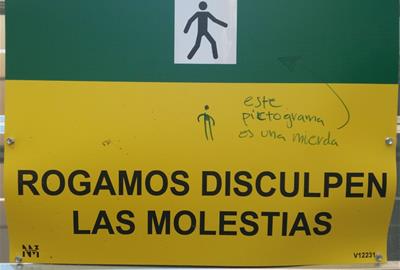 este
pictograma
es una mierda
ROGAMOS DISCULPEN
LAS MOLESTIAS
V12231